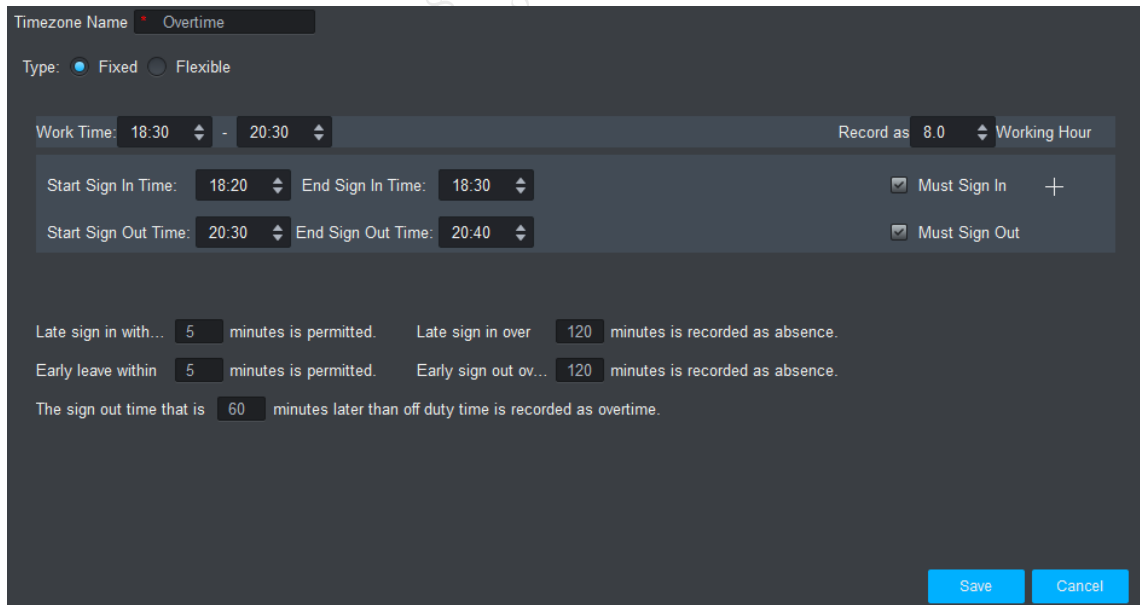 Timezone Name * Overtime
Type: Fixed Flexible
Work Time: 18:30 - 20:30 Record as 8.0 Working Hour
Start Sign In Time: 18:20 End Sign In Time: 18:30 Must Sign In
Start Sign Out Time: 20:30 End Sign Out Time: 20:40 Must Sign Out
Late sign in with... 5 minutes is permitted. Late sign in over 120 minutes is recorded as absence.
Early leave within 5 minutes is permitted. Early sign out ov... 120 minutes is recorded as absence.
The sign out time that is 60 minutes later than off duty time is recorded as overtime.
Save Cancel